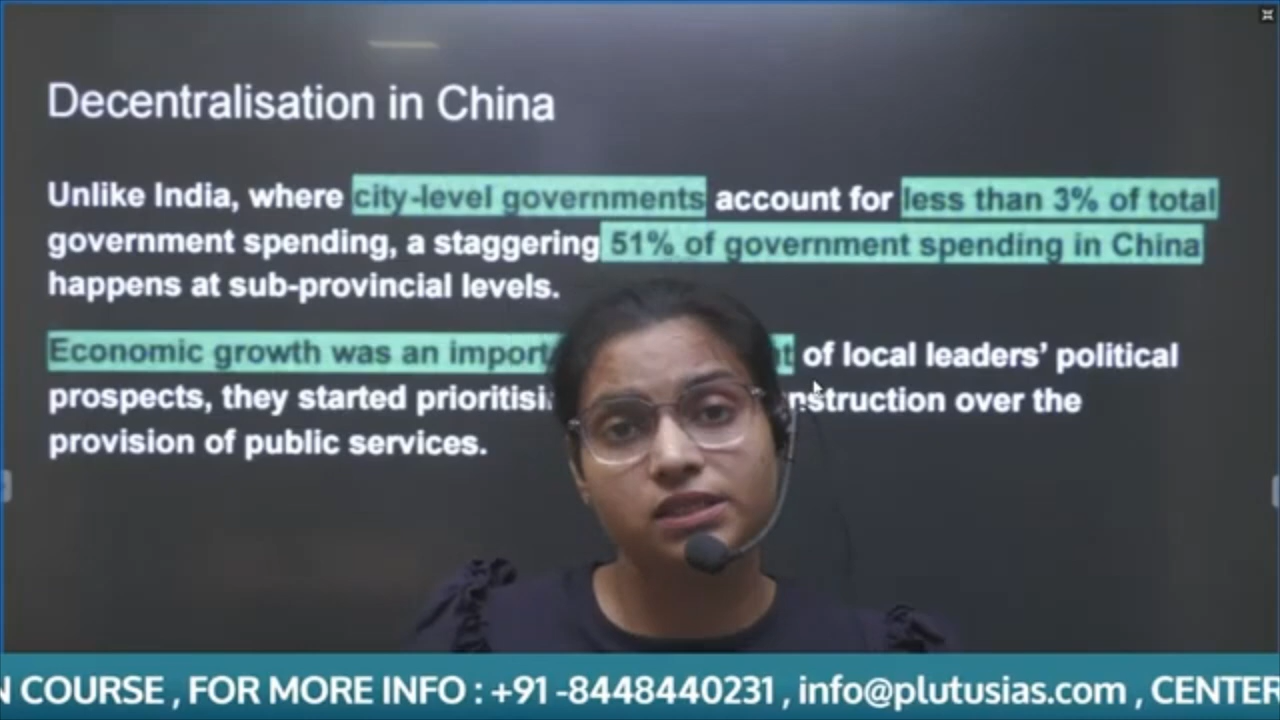 Decentralisation in China
Unlike India, where city-level governments account for less than 3% of total
government spending, a staggering 51% of government spending in China
happens at sub-provincial levels.
Economic growth was an of local leaders’ political
prospects, they started over the
provision of public services.
COURSE , FOR MORE INFO : +91 -8448440231 , info@plutusias.com , CENTER